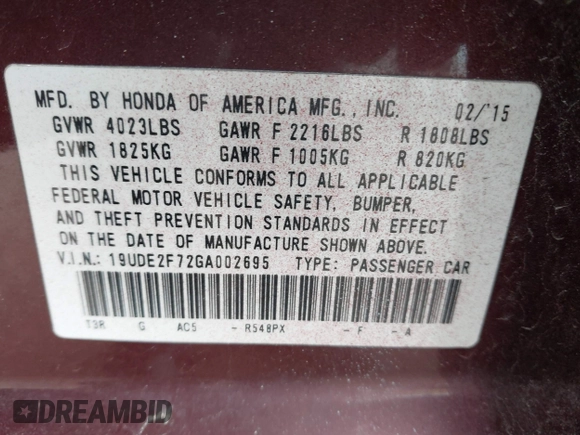 MFD. BY HONDA OF AMERICA MFG., INC. 02/'15
GVWR 4023LBS GAWR F 2216LBS R 1808LBS
GVWR 1825KG GAWR F 1005KG R 820KG
THIS VEHICLE CONFORMS TO ALL APPLICABLE
FEDERAL MOTOR VEHICLE SAFETY, BUMPER,
AND THEFT PREVENTION STANDARDS IN EFFECT
ON THE DATE OF MANUFACTURE SHOWN ABOVE.
V.I.N.: 19UDE2F72GA002695 TYPE: PASSENGER CAR
T3R G AC5 - R548PX - F - A
DREAMBID